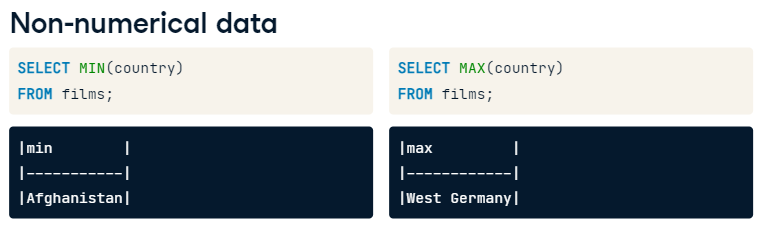 Non-numerical data
SELECT MIN(country)
FROM films;
|min        |
|-----------|
|Afghanistan|
SELECT MAX(country)
FROM films;
|max         |
|------------|
|West Germany|